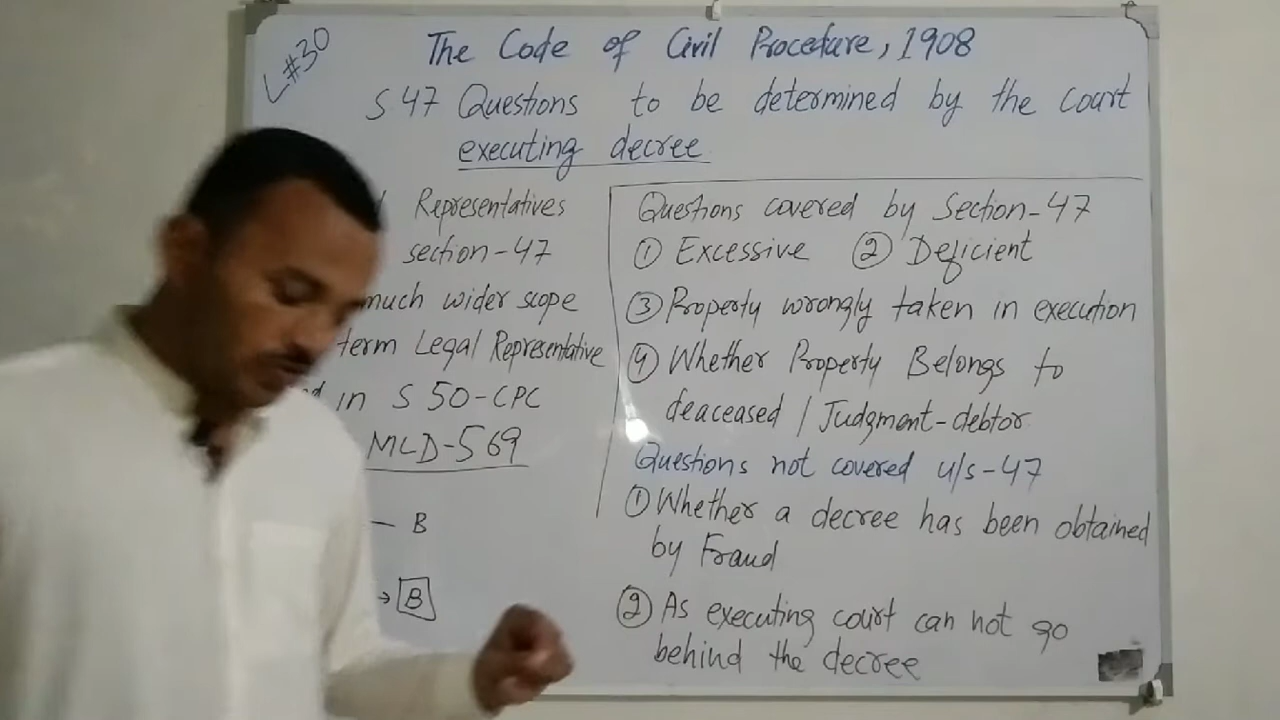 L#30
The Code of Civil Procedure, 1908
S 47 Questions to be determined by the court
executing decree
Representatives
section-47
much wider scope
term Legal Representative
in S 50-CPC
MLD-569
— B
→ B
Questions covered by Section-47
① Excessive ② Deficient
③ Property wrongly taken in execution
④ Whether Property Belongs to
deaceased / Judgment-debtor
Questions not covered u/s-47
① Whether a decree has been obtained
by Fraud
② As executing court can not go
behind the decree